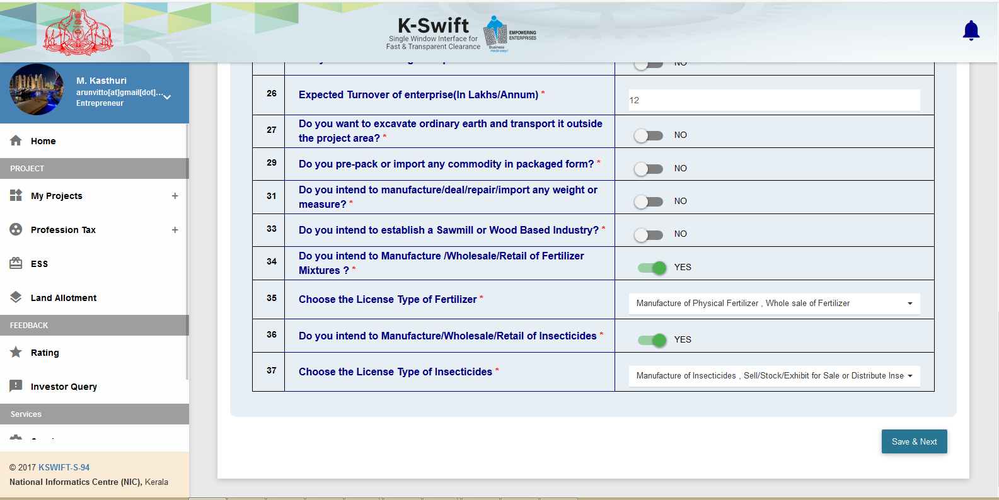 K-Swift
Single Window Interface for
Fast & Transparent Clearance
Business
made easy!
EMPOWERING
ENTERPRISES
M. Kasthuri
arunvitto[at]gmail[dot]...
Entrepreneur
Home
PROJECT
My Projects +
Profession Tax +
ESS
Land Allotment
FEEDBACK
Rating
Investor Query
Services
© 2017 KSWIFT-S-94
National Informatics Centre (NIC), Kerala
NO
26 Expected Turnover of enterprise(In Lakhs/Annum) * 12
27 Do you want to excavate ordinary earth and transport it outside
the project area? * NO
29 Do you pre-pack or import any commodity in packaged form? * NO
31 Do you intend to manufacture/deal/repair/import any weight or
measure? * NO
33 Do you intend to establish a Sawmill or Wood Based Industry? * NO
34 Do you intend to Manufacture /Wholesale/Retail of Fertilizer
Mixtures ? * YES
35 Choose the License Type of Fertilizer * Manufacture of Physical Fertilizer , Whole sale of Fertilizer
36 Do you intend to Manufacture/Wholesale/Retail of Insecticides * YES
37 Choose the License Type of Insecticides * Manufacture of Insecticides , Sell/Stock/Exhibit for Sale or Distribute Inse
Save & Next